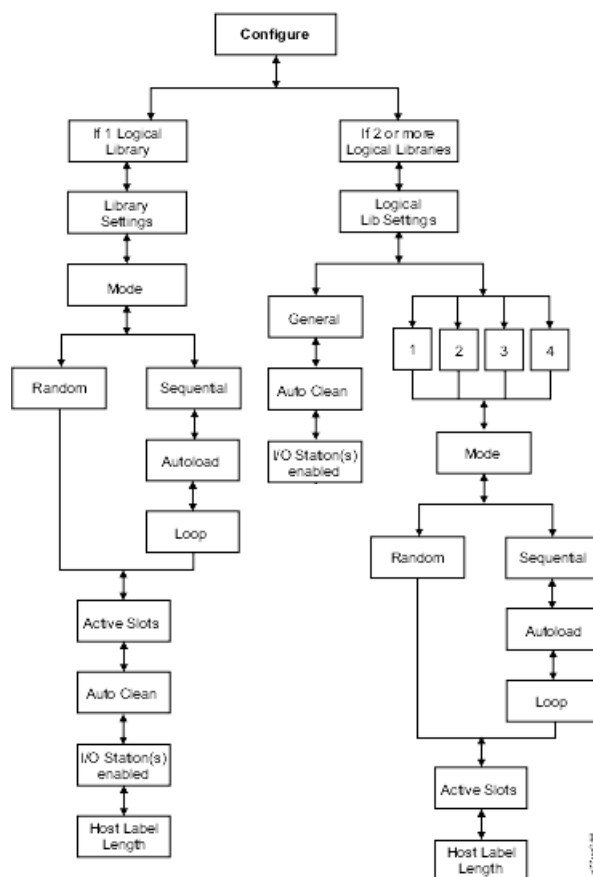 Configure
If 1 Logical
Library
If 2 or more
Logical Libraries
Library
Settings
Logical
Lib Settings
Mode
General
1
2
3
4
Random
Sequential
Auto Clean
Autoload
I/O Station(s)
enabled
Mode
Loop
Random
Sequential
Active Slots
Autoload
Auto Clean
Loop
I/O Station(s)
enabled
Active Slots
Host Label
Length
Host Label
Length